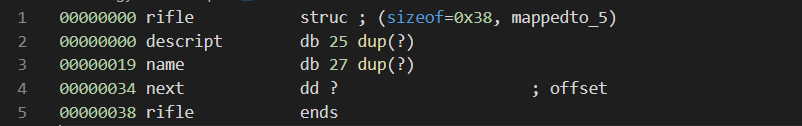 1 00000000 rifle struc ; (sizeof=0x38, mappedto_5)
2 00000000 descript db 25 dup(?)
3 00000019 name db 27 dup(?)
4 00000034 next dd ? ; offset
5 00000038 rifle ends